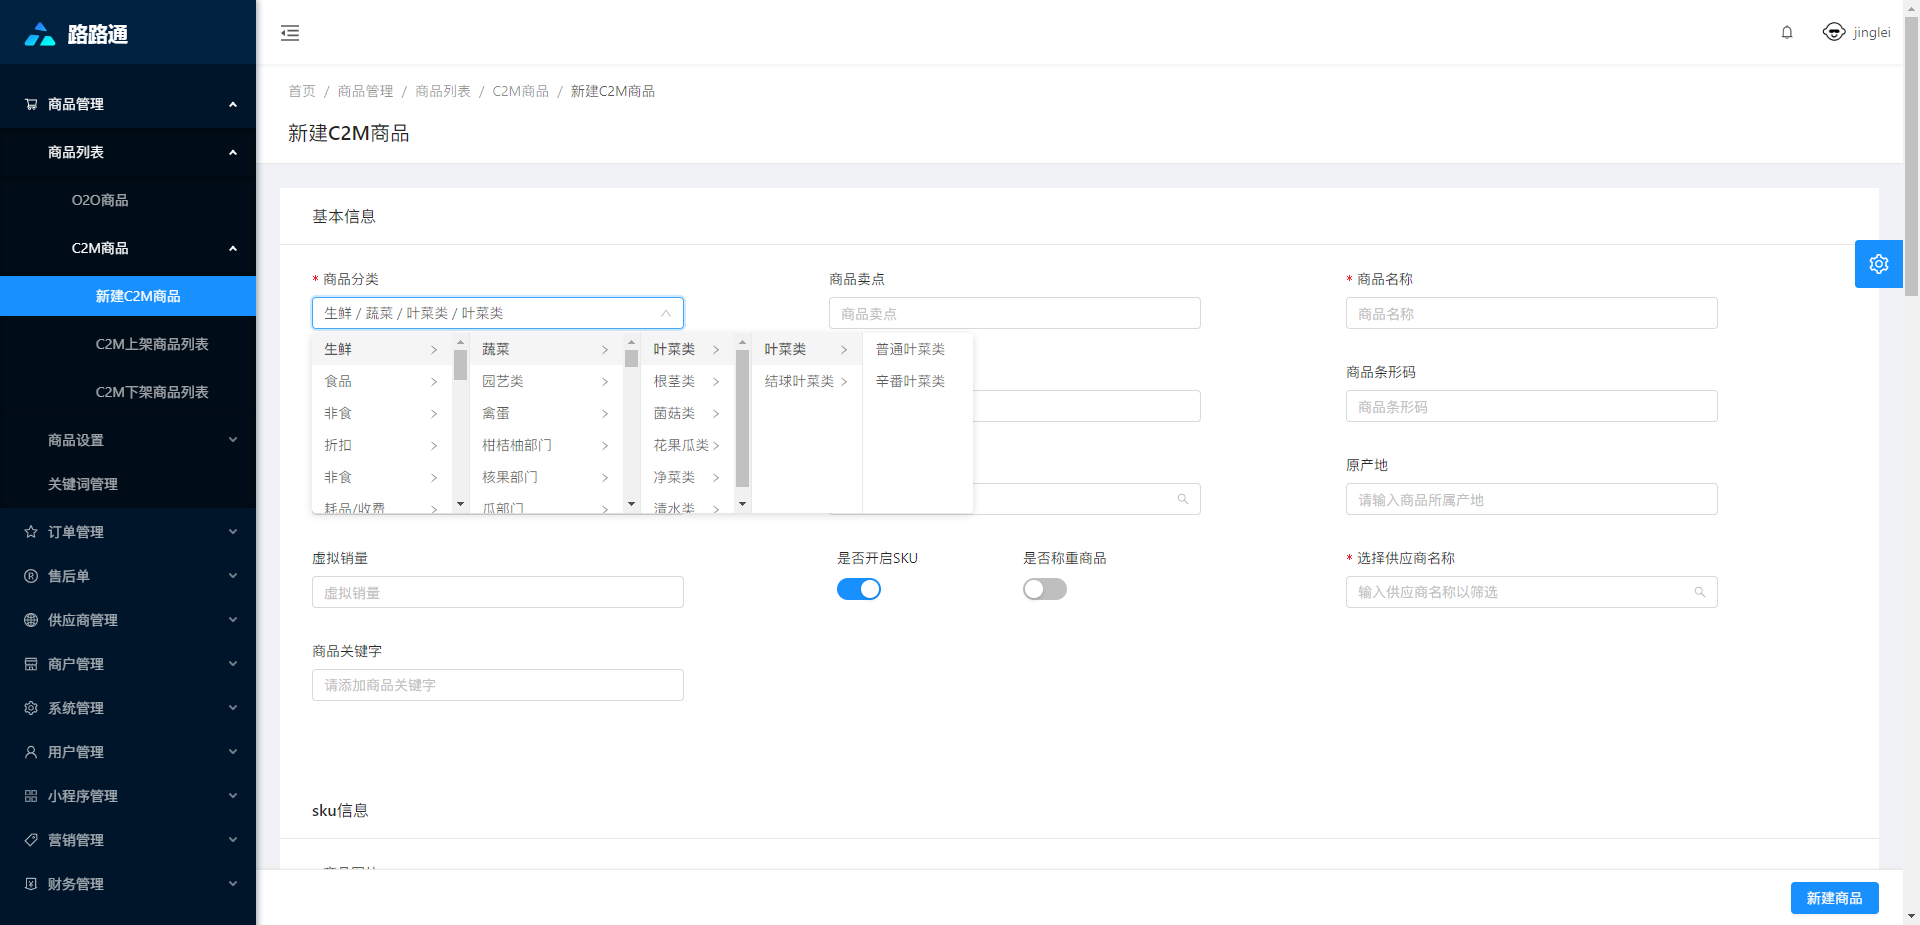 路路通
jinglei
商品管理
商品列表
O2O商品
C2M商品
新建C2M商品
C2M上架商品列表
C2M下架商品列表
商品设置
关键词管理
订单管理
售后单
供应商管理
商户管理
系统管理
用户管理
小程序管理
营销管理
财务管理
首页 / 商品管理 / 商品列表 / C2M商品 / 新建C2M商品
新建C2M商品
基本信息
* 商品分类
生鲜 / 蔬菜 / 叶菜类 / 叶菜类
商品卖点
商品卖点
* 商品名称
商品名称
生鲜
食品
非食
折扣
非食
耗品/收费
蔬菜
园艺类
禽蛋
柑桔柚部门
核果部门
瓜部门
叶菜类
根茎类
菌菇类
花果瓜类
净菜类
清水类
叶菜类
结球叶菜类
普通叶菜类
辛番叶菜类
商品条形码
商品条形码
原产地
请输入商品所属产地
虚拟销量
虚拟销量
是否开启SKU
是否称重商品
* 选择供应商名称
输入供应商名称以筛选
商品关键字
请添加商品关键字
sku信息
新建商品